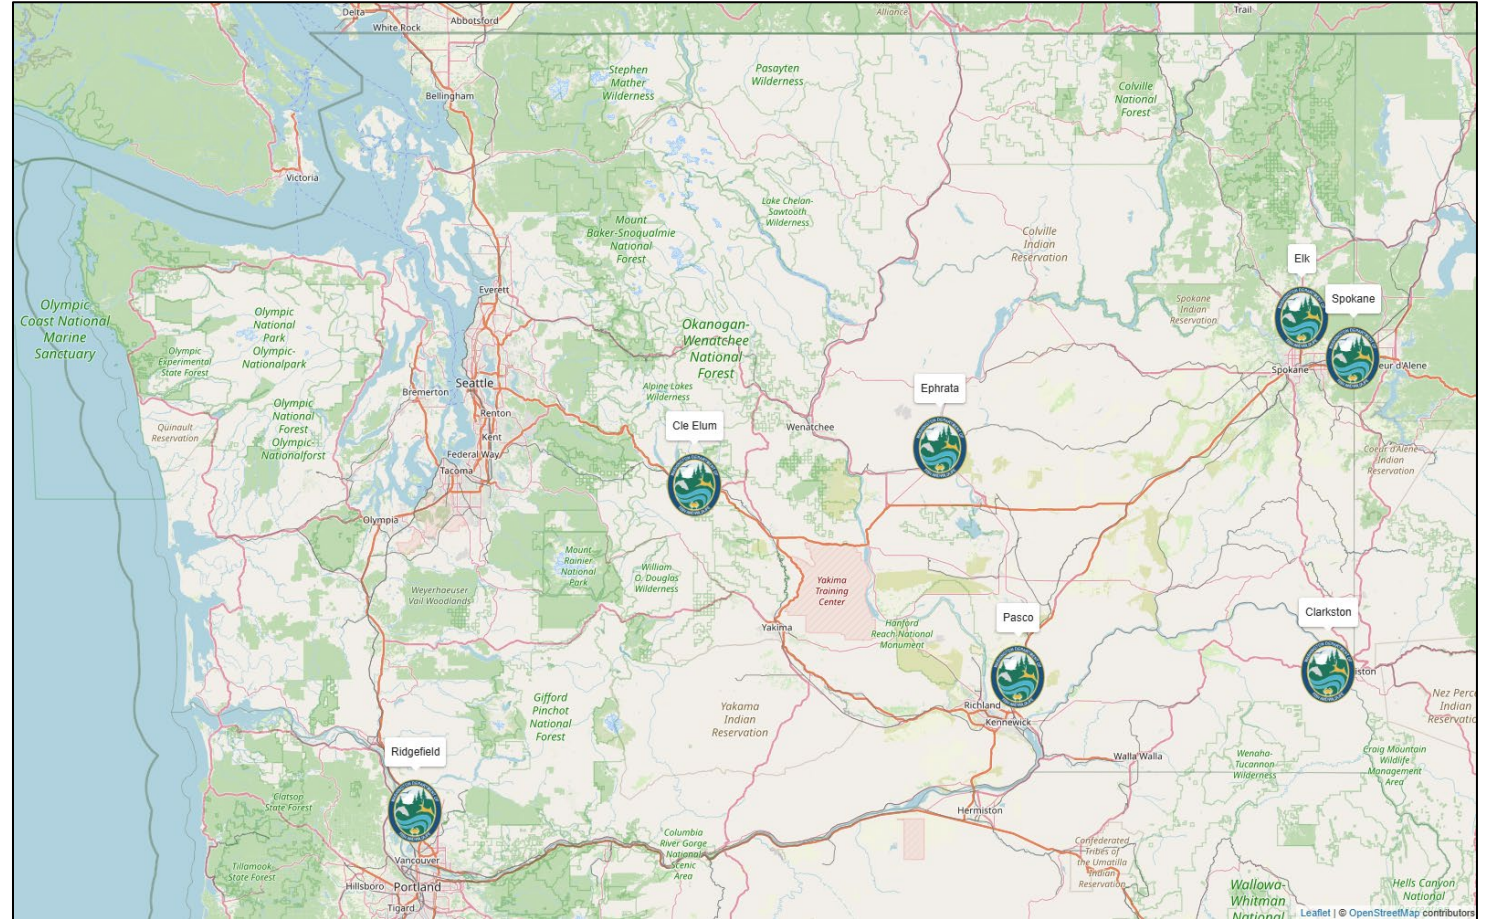 Delta
White Rock
Abbotsford
Alliance
Trail
Stephen
Mather
Wilderness
Pasayten
Wilderness
Colville
National
Forest
Bellingham
Victoria
Lake Chelan-
Sawtooth
Wilderness
Mount
Baker-Snoqualmie
National
Forest
Colville
Indian
Reservation
Elk
Spokane
Spokane
Indian
Reservation
Everett
Olympic
Coast National
Marine
Sanctuary
Olympic
National
Park
Olympic-
Nationalpark
Olympic
Experimental
State Forest
Okanogan-
Wenatchee
National
Forest
Spokane
eur d'Alene
Seattle
Bremerton
Alpine Lakes
Wilderness
Ephrata
Renton
Olympic
National
Forest
Olympic-
Nationalforst
Quinault
Reservation
Kent
Federal Way
Tacoma
Cle Elum
Wenatchee
Coeur d'Alene
Indian
Reservation
Olympia
Mount
Rainier
National
Park
William
O. Douglas
Wilderness
Weyerhaeuser
Vail Woodlands
Yakima
Training
Center
Yakima
Hanford
Reach National
Monument
Pasco
Clarkston
iston
Richland
Kennewick
Nez Perc
Indian
Reservatio
Gifford
Pinchot
National
Forest
Yakama
Indian
Reservation
Ridgefield
Walla Walla
Wenaha-
Tucannon
Wilderness
Craig Mountain
Wildlife
Management
Area
Clatsop
State Forest
Hermiston
Columbia
River Gorge
National
Scenic
Area
Confederated
Tribes of
the Umatilla
Indian
Reservation
Tillamook
State Forest
Vancouver
Hillsboro
Portland
Tigard
Wallowa-
Whitman
National
Hells Canyon
National
Leaflet | © OpenStreetMap contributors